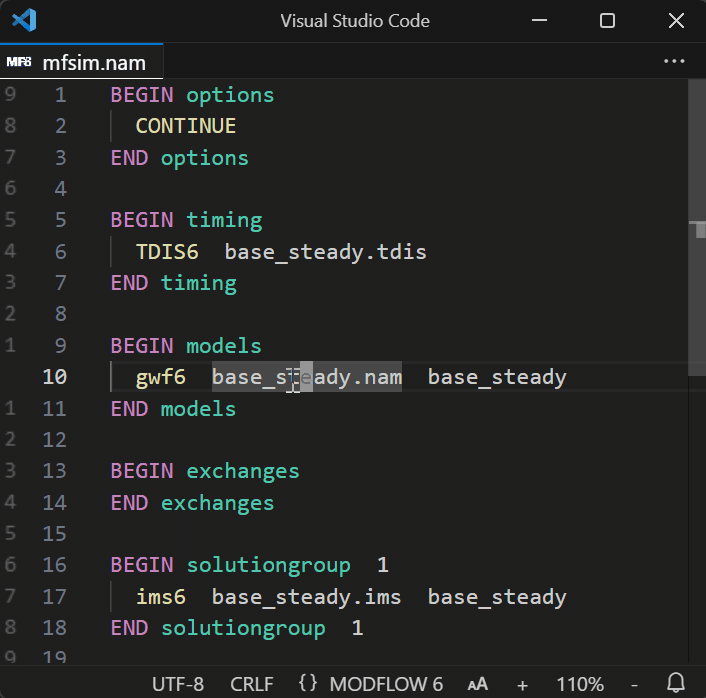 Visual Studio Code
MF6 mfsim.nam
9 1 BEGIN options
8 2 CONTINUE
7 3 END options
6 4
5 5 BEGIN timing
4 6 TDIS6 base_steady.tdis
3 7 END timing
2 8
1 9 BEGIN models
10 gwf6 base_steady.nam base_steady
1 11 END models
2 12
3 13 BEGIN exchanges
4 14 END exchanges
5 15
6 16 BEGIN solutiongroup 1
7 17 ims6 base_steady.ims base_steady
8 18 END solutiongroup 1
9 19
UTF-8 CRLF {} MODFLOW 6 AA + 110% -